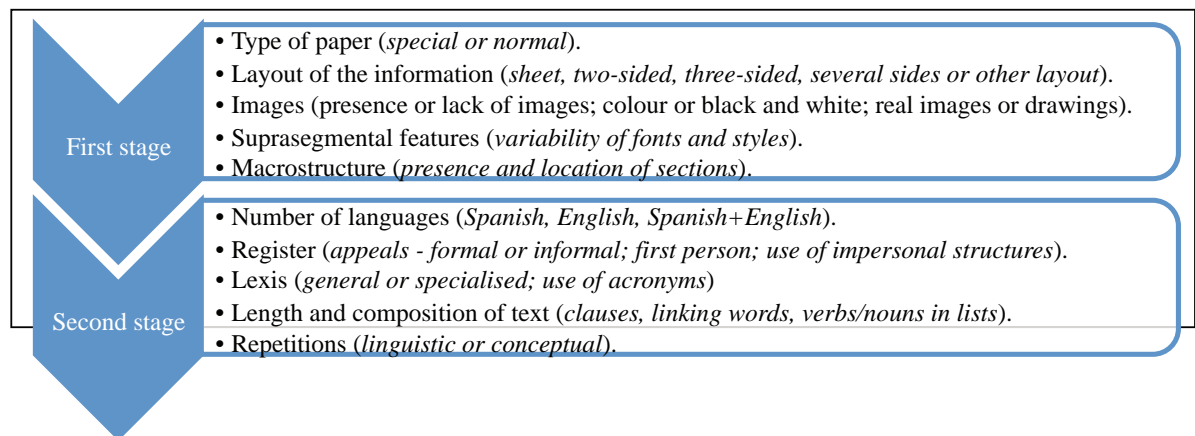 First stage
• Type of paper (special or normal).
• Layout of the information (sheet, two-sided, three-sided, several sides or other layout).
• Images (presence or lack of images; colour or black and white; real images or drawings).
• Suprasegmental features (variability of fonts and styles).
• Macrostructure (presence and location of sections).
Second stage
• Number of languages (Spanish, English, Spanish+English).
• Register (appeals - formal or informal; first person; use of impersonal structures).
• Lexis (general or specialised; use of acronyms)
• Length and composition of text (clauses, linking words, verbs/nouns in lists).
• Repetitions (linguistic or conceptual).